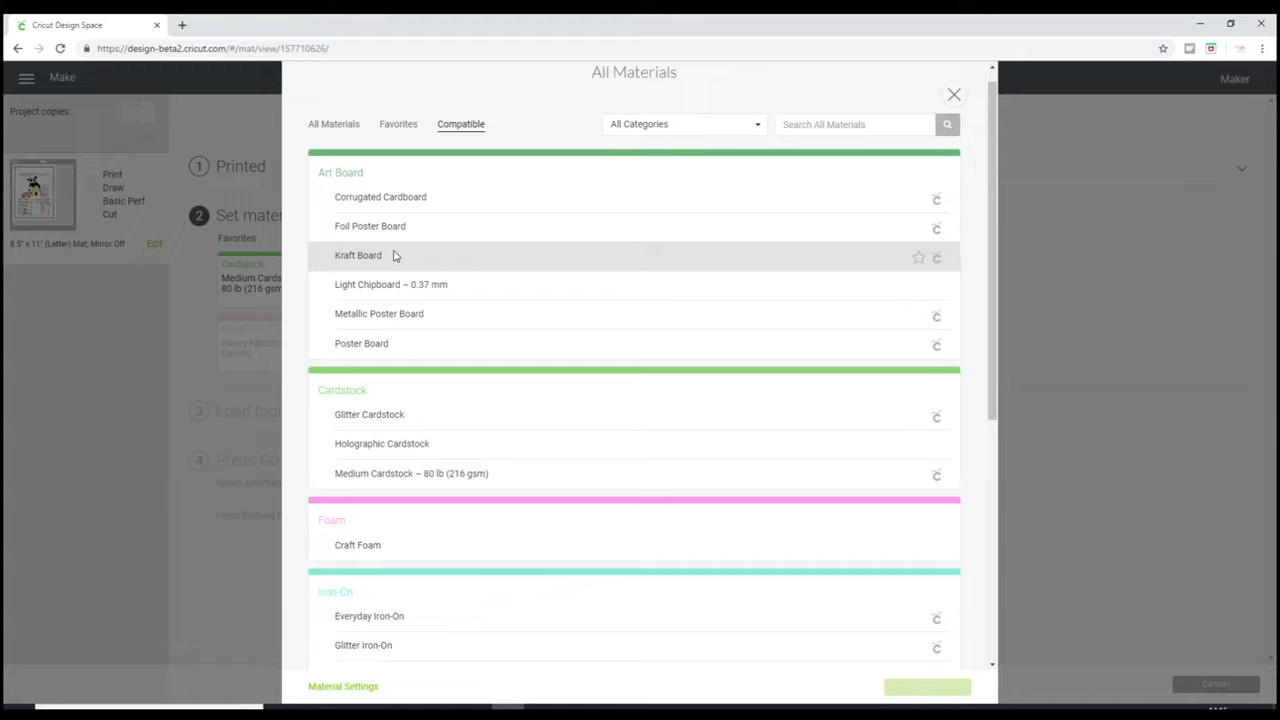 Cricut Design Space
https://design-beta2.cricut.com/#/mat/view/157710626/
Make
Maker
Project copies:
Print
Draw
Basic Perf
Cut
8.5" x 11" (Letter) Mat; Mirror Off
Edit
1 Printed
2 Set mater
Favorites
Cardstock
Medium Cards
80 lb (216 gsm)
3 Load tool
4 Press Go
All Materials
All Materials
Favorites
Compatible
All Categories
Search All Materials
Art Board
Corrugated Cardboard
Foil Poster Board
Kraft Board
Light Chipboard – 0.37 mm
Metallic Poster Board
Poster Board
Cardstock
Glitter Cardstock
Holographic Cardstock
Medium Cardstock – 80 lb (216 gsm)
Foam
Craft Foam
Iron-On
Everyday Iron-On
Glitter Iron-On
Material Settings
Cancel